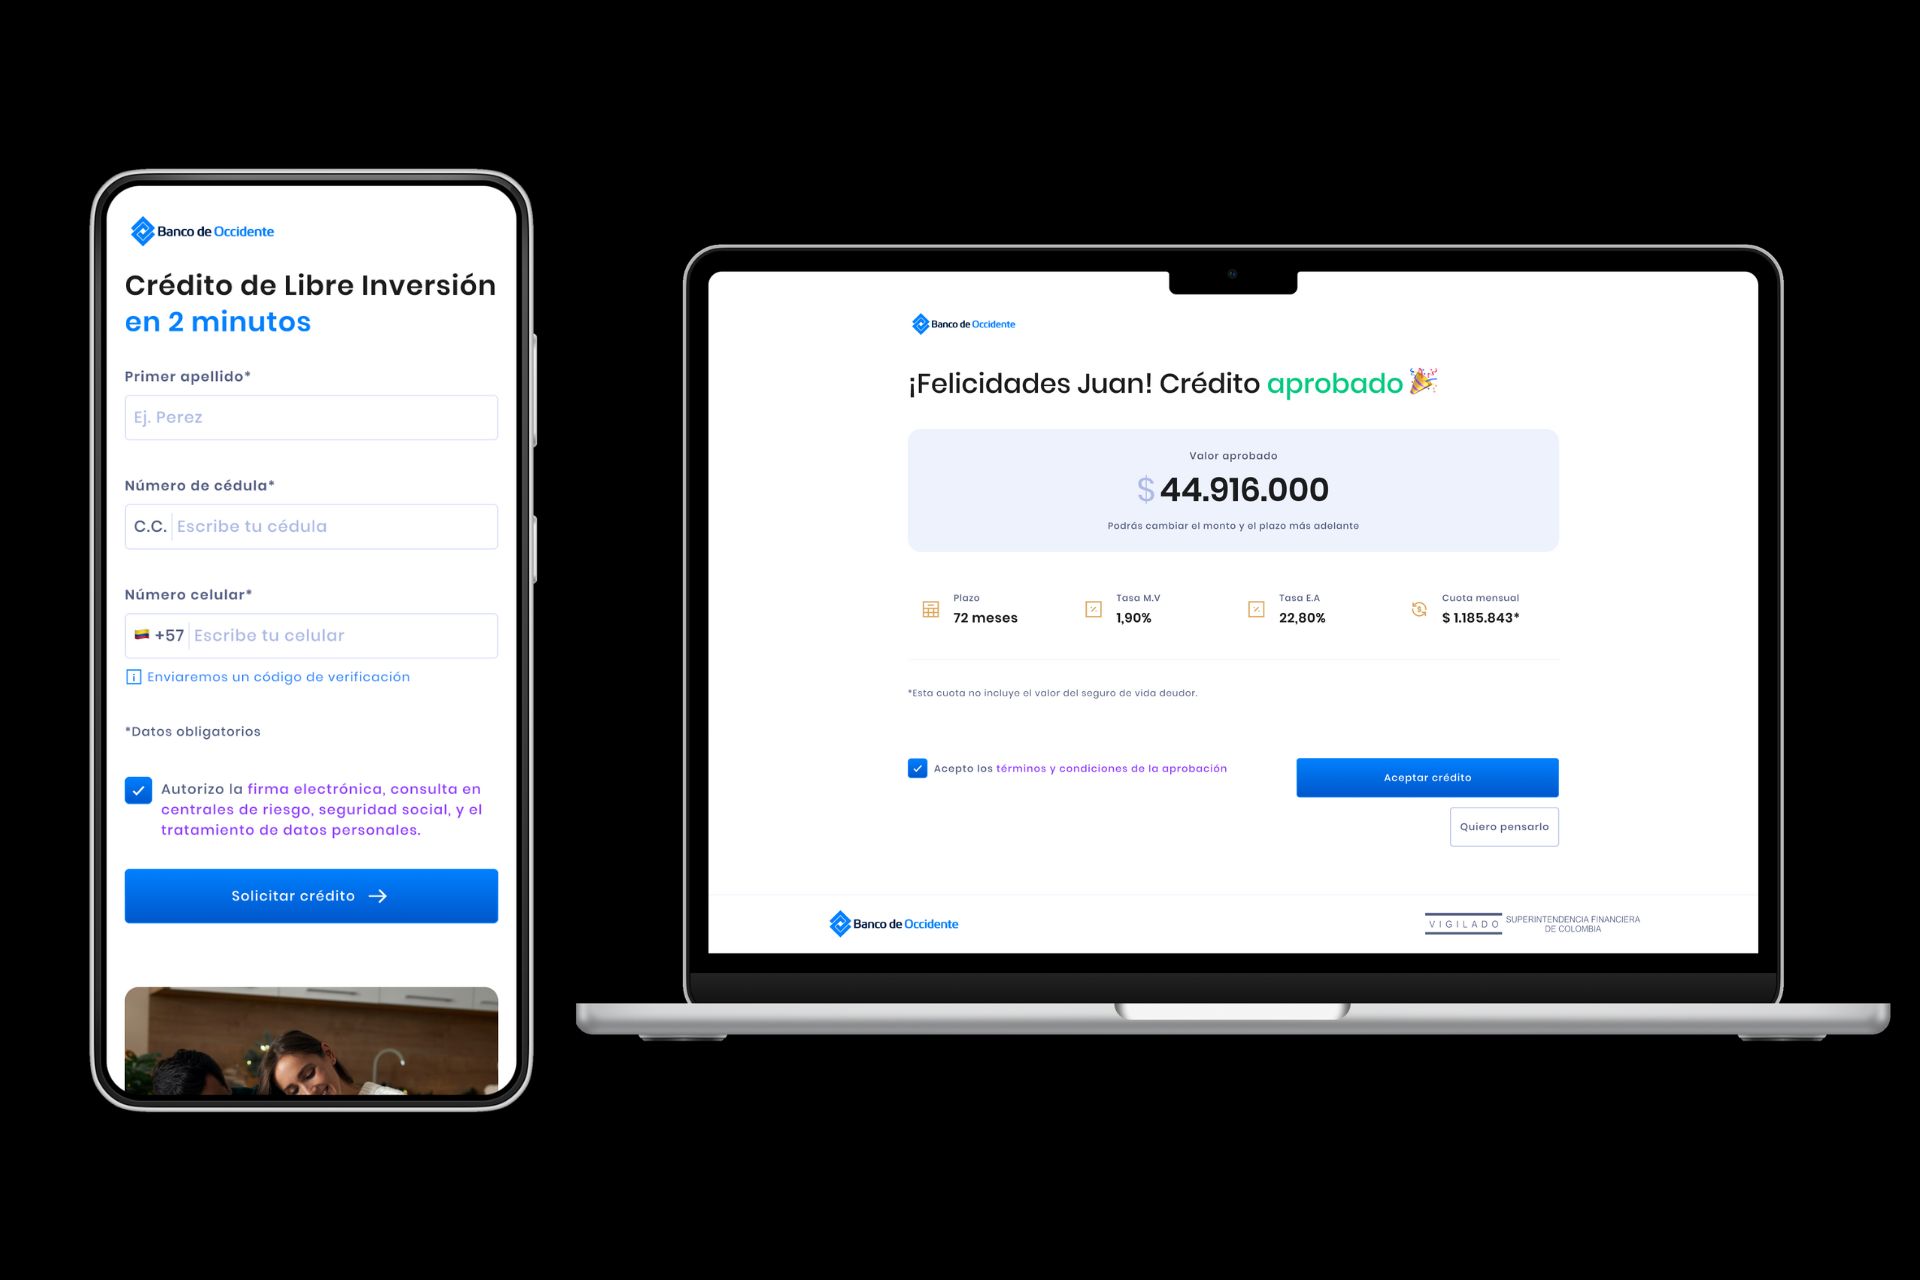 Banco de Occidente
Crédito de Libre Inversión
en 2 minutos
Primer apellido*
Ej. Perez
Número de cédula*
C.C. Escribe tu cédula
Número celular*
+57 Escribe tu celular
Enviaremos un código de verificación
*Datos obligatorios
Autorizo la firma electrónica, consulta en
centrales de riesgo, seguridad social, y el
tratamiento de datos personales.
Solicitar crédito
Banco de Occidente
¡Felicidades Juan! Crédito aprobado
Valor aprobado
$ 44.916.000
Podrás cambiar el monto y el plazo más adelante
Plazo
72 meses
Tasa M.V
1,90%
Tasa E.A
22,80%
Cuota mensual
$ 1.185.843*
*Esta cuota no incluye el valor del seguro de vida deudor.
Acepto los términos y condiciones de la aprobación
Aceptar crédito
Quiero pensarlo
Banco de Occidente
VIGILADO
SUPERINTENDENCIA FINANCIERA
DE COLOMBIA